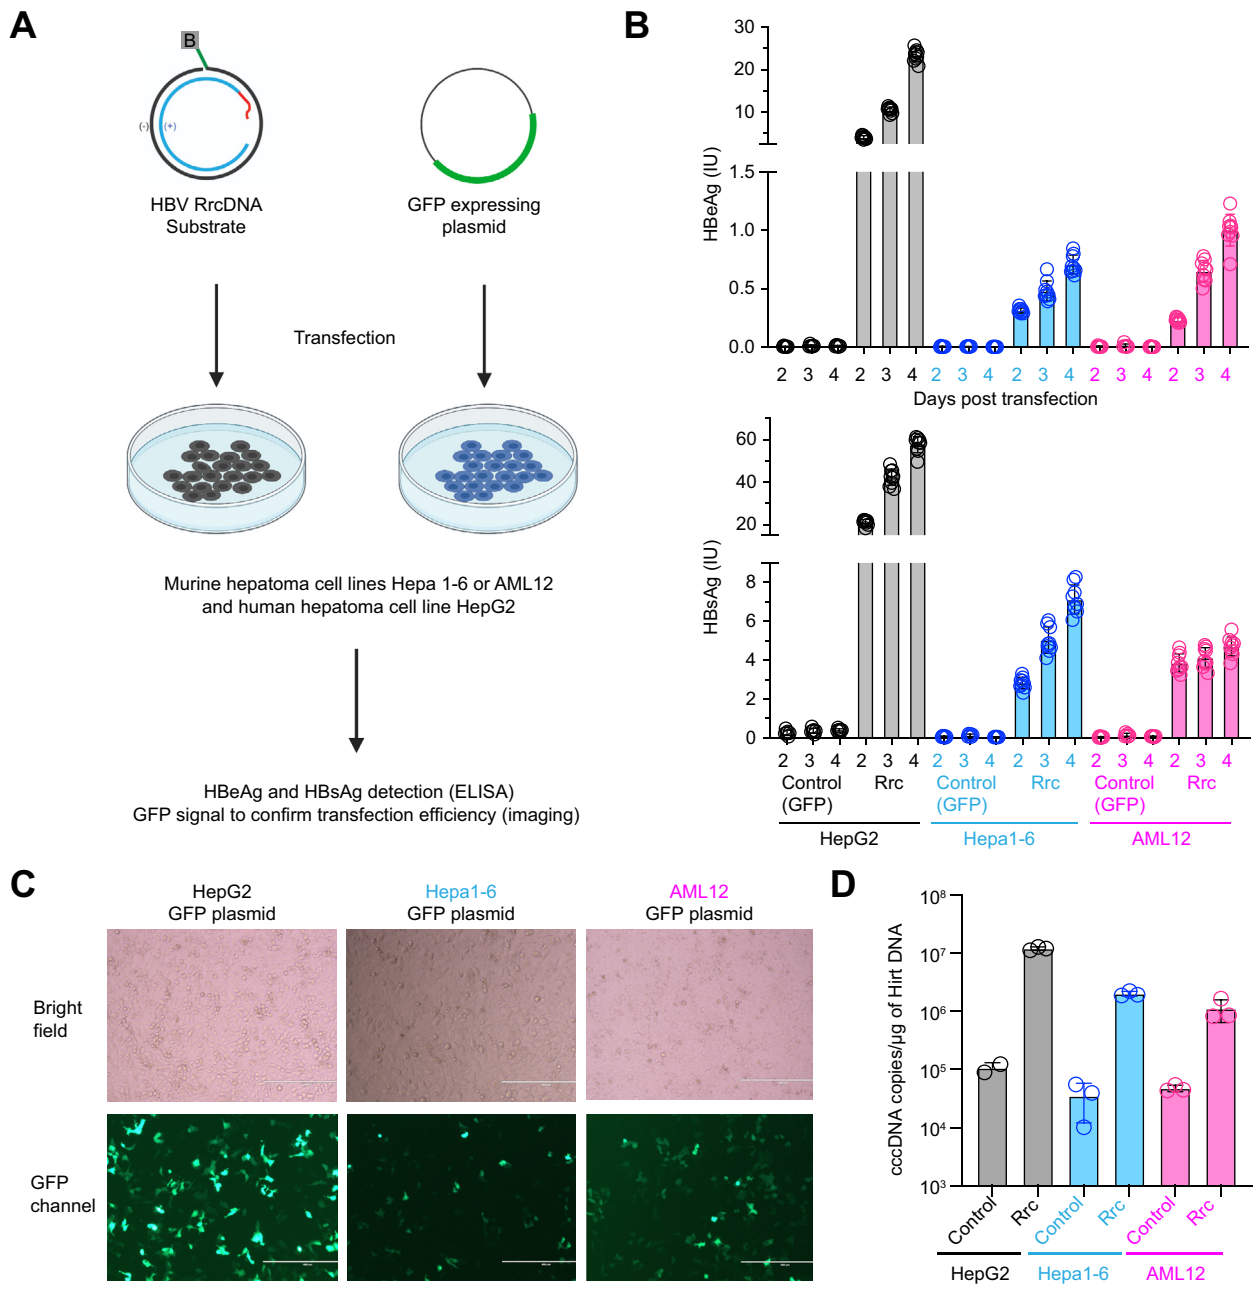 A
B
(-)
(+)
HBV RrcDNA
Substrate
GFP expressing
plasmid
Transfection
Murine hepatoma cell lines Hepa 1-6 or AML12
and human hepatoma cell line HepG2
HBeAg and HBsAg detection (ELISA)
GFP signal to confirm transfection efficiency (imaging)
B
HBeAg (IU)
30
20
10
1.5
1.0
0.5
0.0
2 3 4 2 3 4 2 3 4 2 3 4 2 3 4 2 3 4
Days post transfection
HBsAg (IU)
60
40
20
8
6
4
2
0
2 3 4 2 3 4 2 3 4 2 3 4 2 3 4 2 3 4
Control Rrc Control Rrc Control Rrc
(GFP) (GFP) (GFP)
HepG2 Hepa1-6 AML12
C
HepG2
GFP plasmid
Hepa1-6
GFP plasmid
AML12
GFP plasmid
Bright
field
GFP
channel
D
cccDNA copies/µg of Hirt DNA
10⁸
10⁷
10⁶
10⁵
10⁴
10³
Control Rrc Control Rrc Control Rrc
HepG2 Hepa1-6 AML12